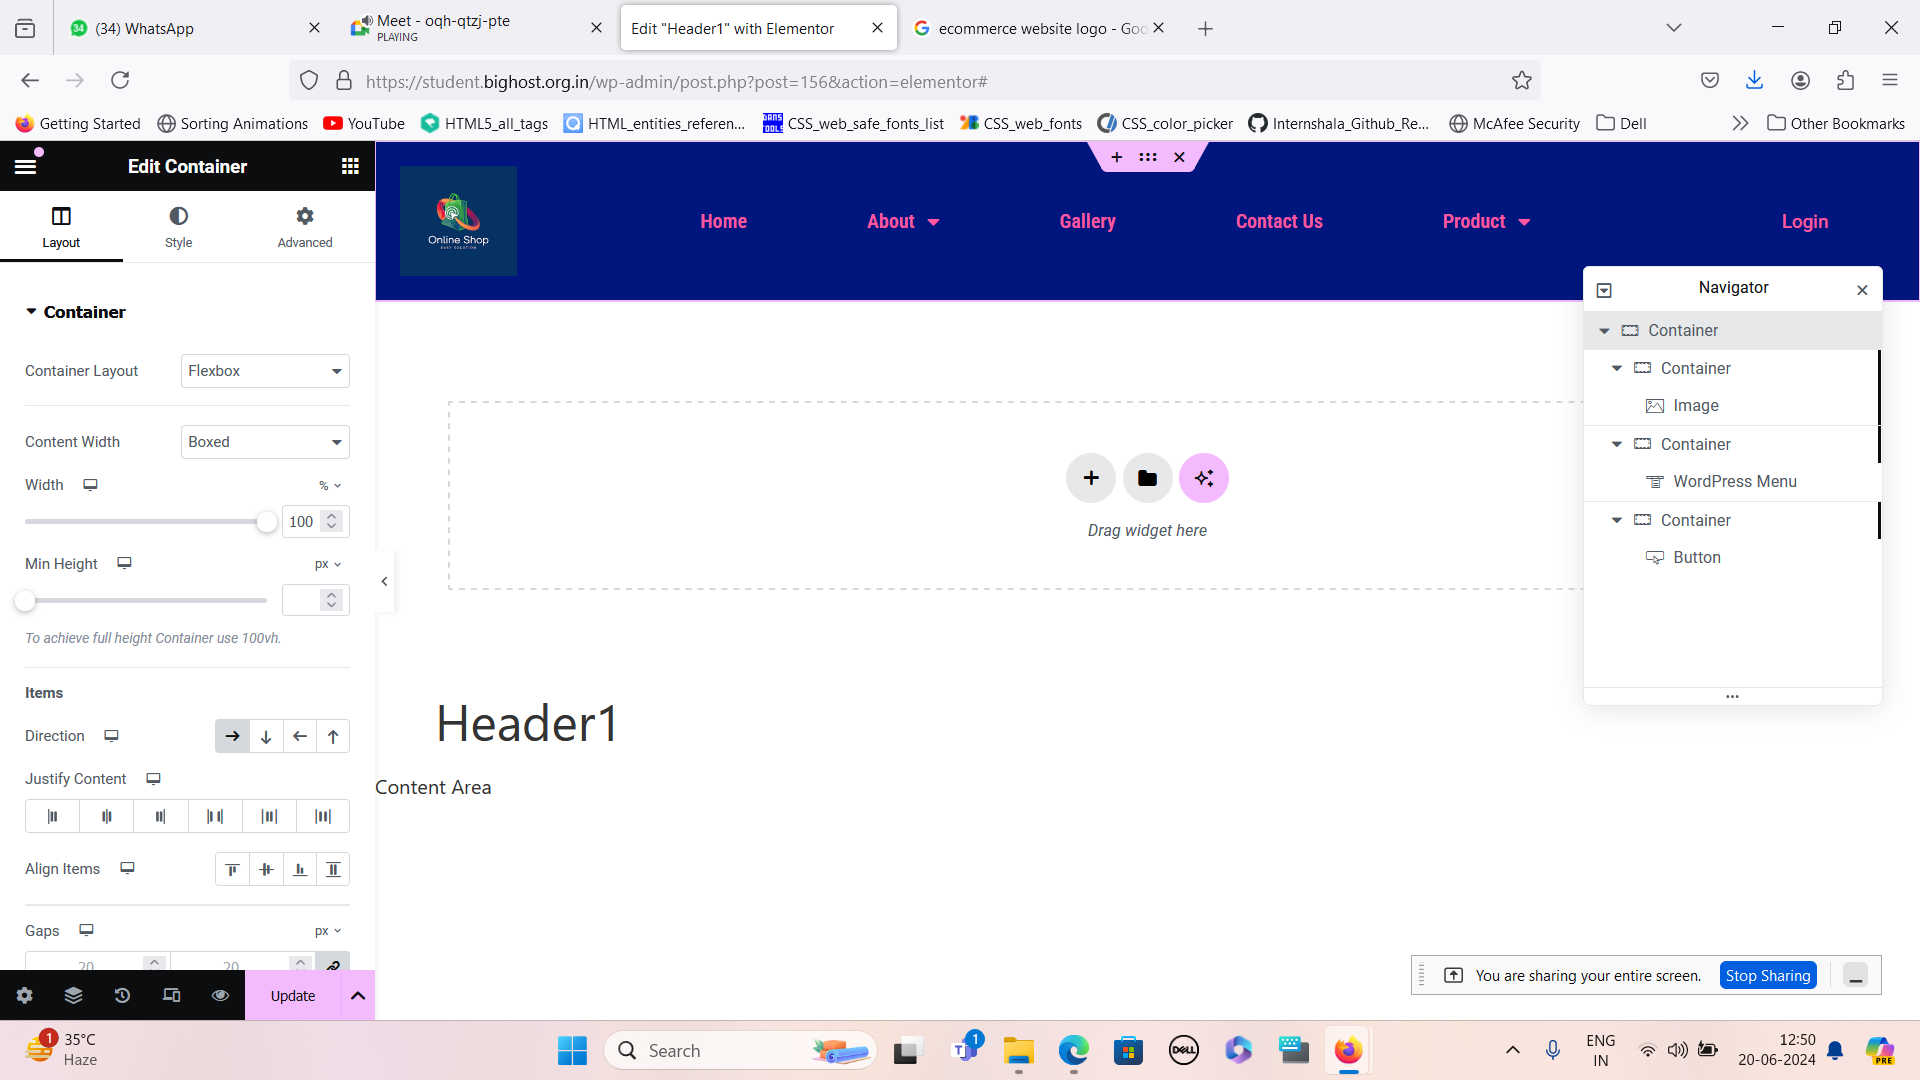 (34) WhatsApp
Meet - oqh-qtzj-pte
PLAYING
Edit "Header1" with Elementor
ecommerce website logo - Goo
https://student.bighost.org.in/wp-admin/post.php?post=156&action=elementor#
Getting Started
Sorting Animations
YouTube
HTML5_all_tags
HTML_entities_referen...
CSS_web_safe_fonts_list
CSS_web_fonts
CSS_color_picker
Internshala_Github_Re...
McAfee Security
Dell
Other Bookmarks
Edit Container
Layout
Style
Advanced
Container
Container Layout
Flexbox
Content Width
Boxed
Width
%
100
Min Height
px
To achieve full height Container use 100vh.
Items
Direction
Justify Content
Align Items
Gaps
px
20
20
Update
Online Shop
EASY SOLUTION
Home
About
Gallery
Contact Us
Product
Login
Drag widget here
Header1
Content Area
Navigator
Container
Container
Image
Container
WordPress Menu
Container
Button
You are sharing your entire screen.
Stop Sharing
1
35°C
Haze
Search
1
DELL
ENG
IN
12:50
20-06-2024
PRE